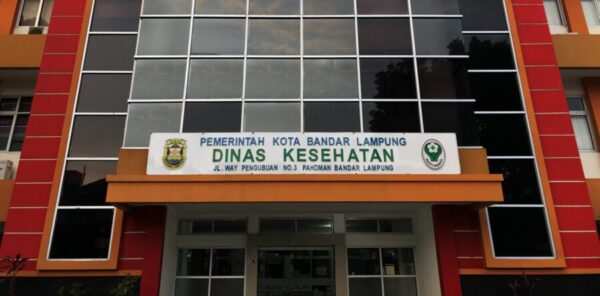 PEMERINTAH KOTA BANDAR LAMPUNG
DINAS KESEHATAN
JL. WAY PENGUBUAN NO.3 PAHOMAN BANDAR LAMPUNG